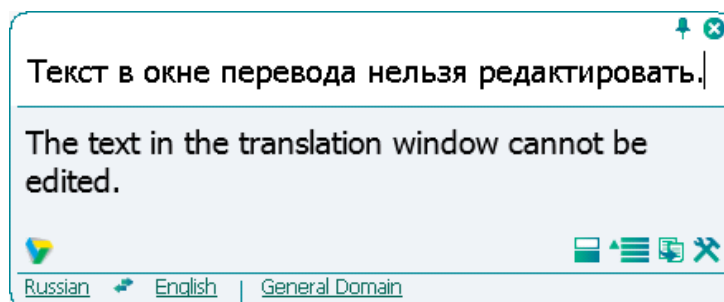 Текст в окне перевода нельзя редактировать.
The text in the translation window cannot be
edited.
Russian English | General Domain